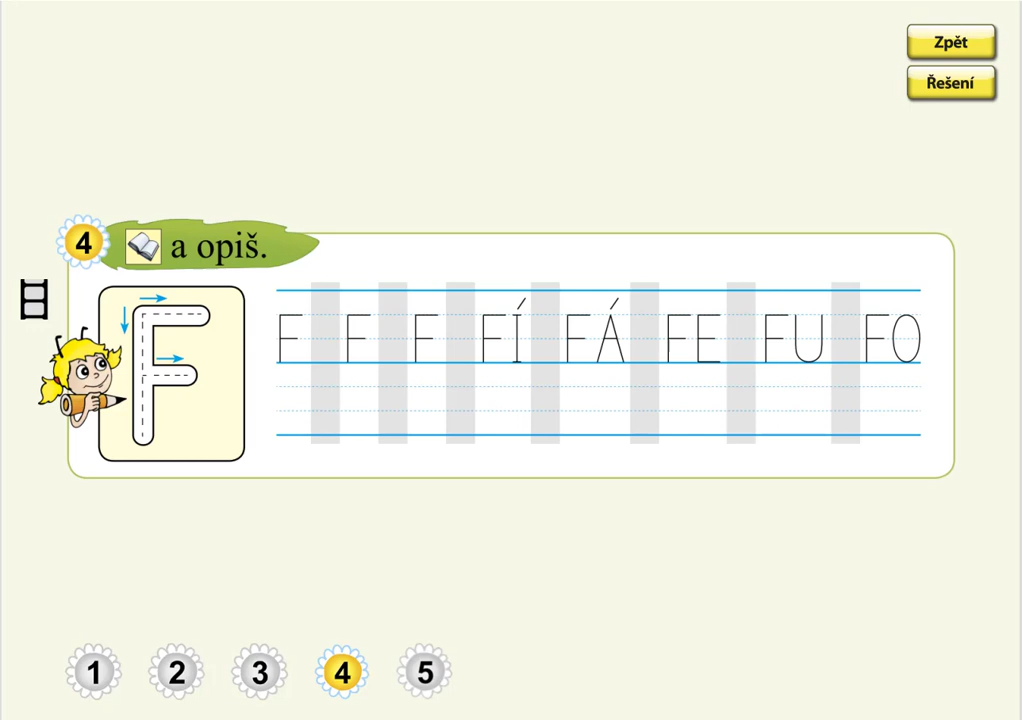 Zpět
Řešení
4 a opiš.
F
F F F FÍ FÁ FE FU FO
1 2 3 4 5